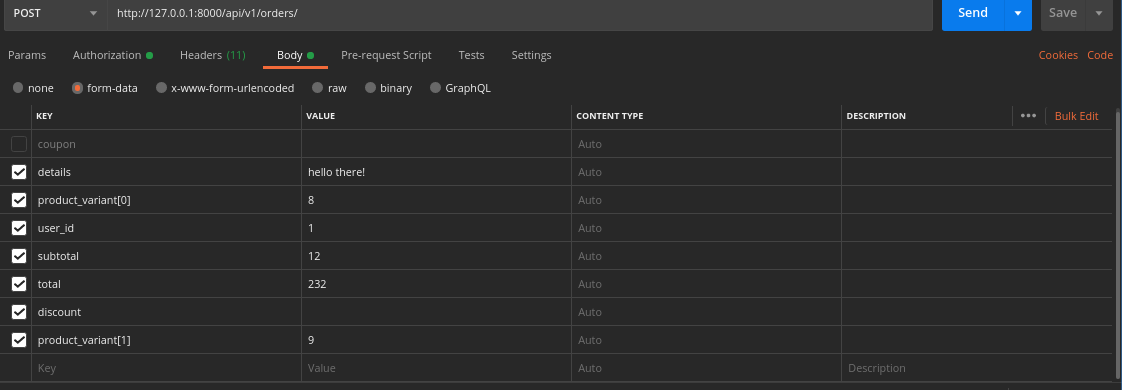 POST http://127.0.0.1:8000/api/v1/orders/ Send Save
Params Authorization Headers (11) Body Pre-request Script Tests Settings Cookies Code
none form-data x-www-form-urlencoded raw binary GraphQL
KEY VALUE CONTENT TYPE DESCRIPTION ••• Bulk Edit
coupon Auto
details hello there! Auto
product_variant[0] 8 Auto
user_id 1 Auto
subtotal 12 Auto
total 232 Auto
discount Auto
product_variant[1] 9 Auto
Key Value Auto Description